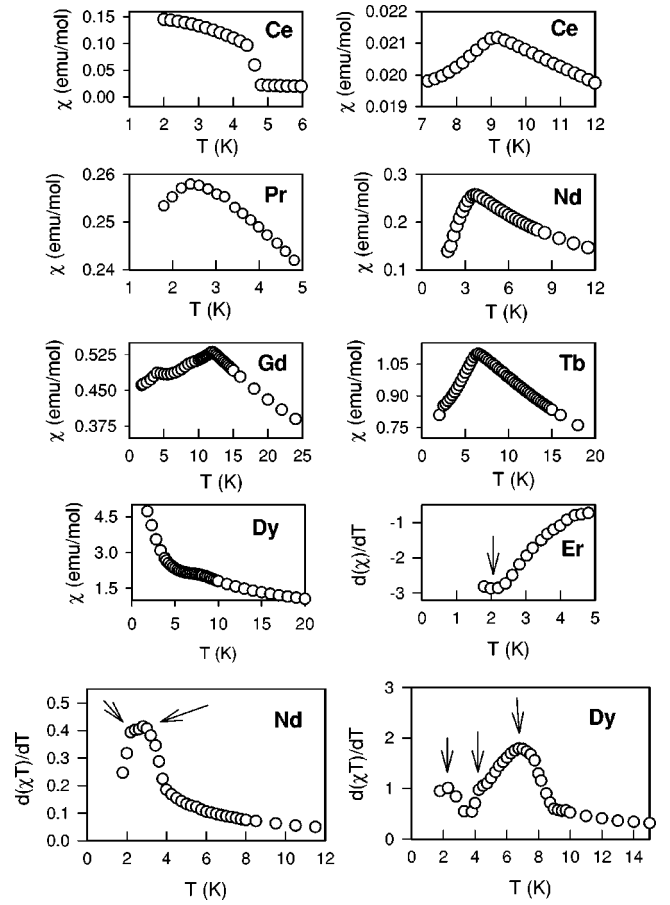 Ce
χ (emu/mol)
0.15
0.10
0.05
0.00
1 2 3 4 5 6
T (K)
Ce
χ (emu/mol)
0.022
0.021
0.020
0.019
7 8 9 10 11 12
T (K)
Pr
χ (emu/mol)
0.26
0.25
0.24
1 2 3 4 5
T (K)
Nd
χ (emu/mol)
0.3
0.2
0.1
0 3 6 9 12
T (K)
Gd
χ (emu/mol)
0.525
0.450
0.375
0 5 10 15 20 25
T (K)
Tb
χ (emu/mol)
1.05
0.90
0.75
0 5 10 15 20
T (K)
Dy
χ (emu/mol)
4.5
3.0
1.5
0 5 10 15 20
T (K)
Er
d(χ)/dT
-1
-2
-3
0 1 2 3 4 5
T (K)
Nd
d(χT)/dT
0.5
0.4
0.3
0.2
0.1
0.0
0 2 4 6 8 10 12
T (K)
Dy
d(χT)/dT
3
2
1
0
0 2 4 6 8 10 12 14
T (K)